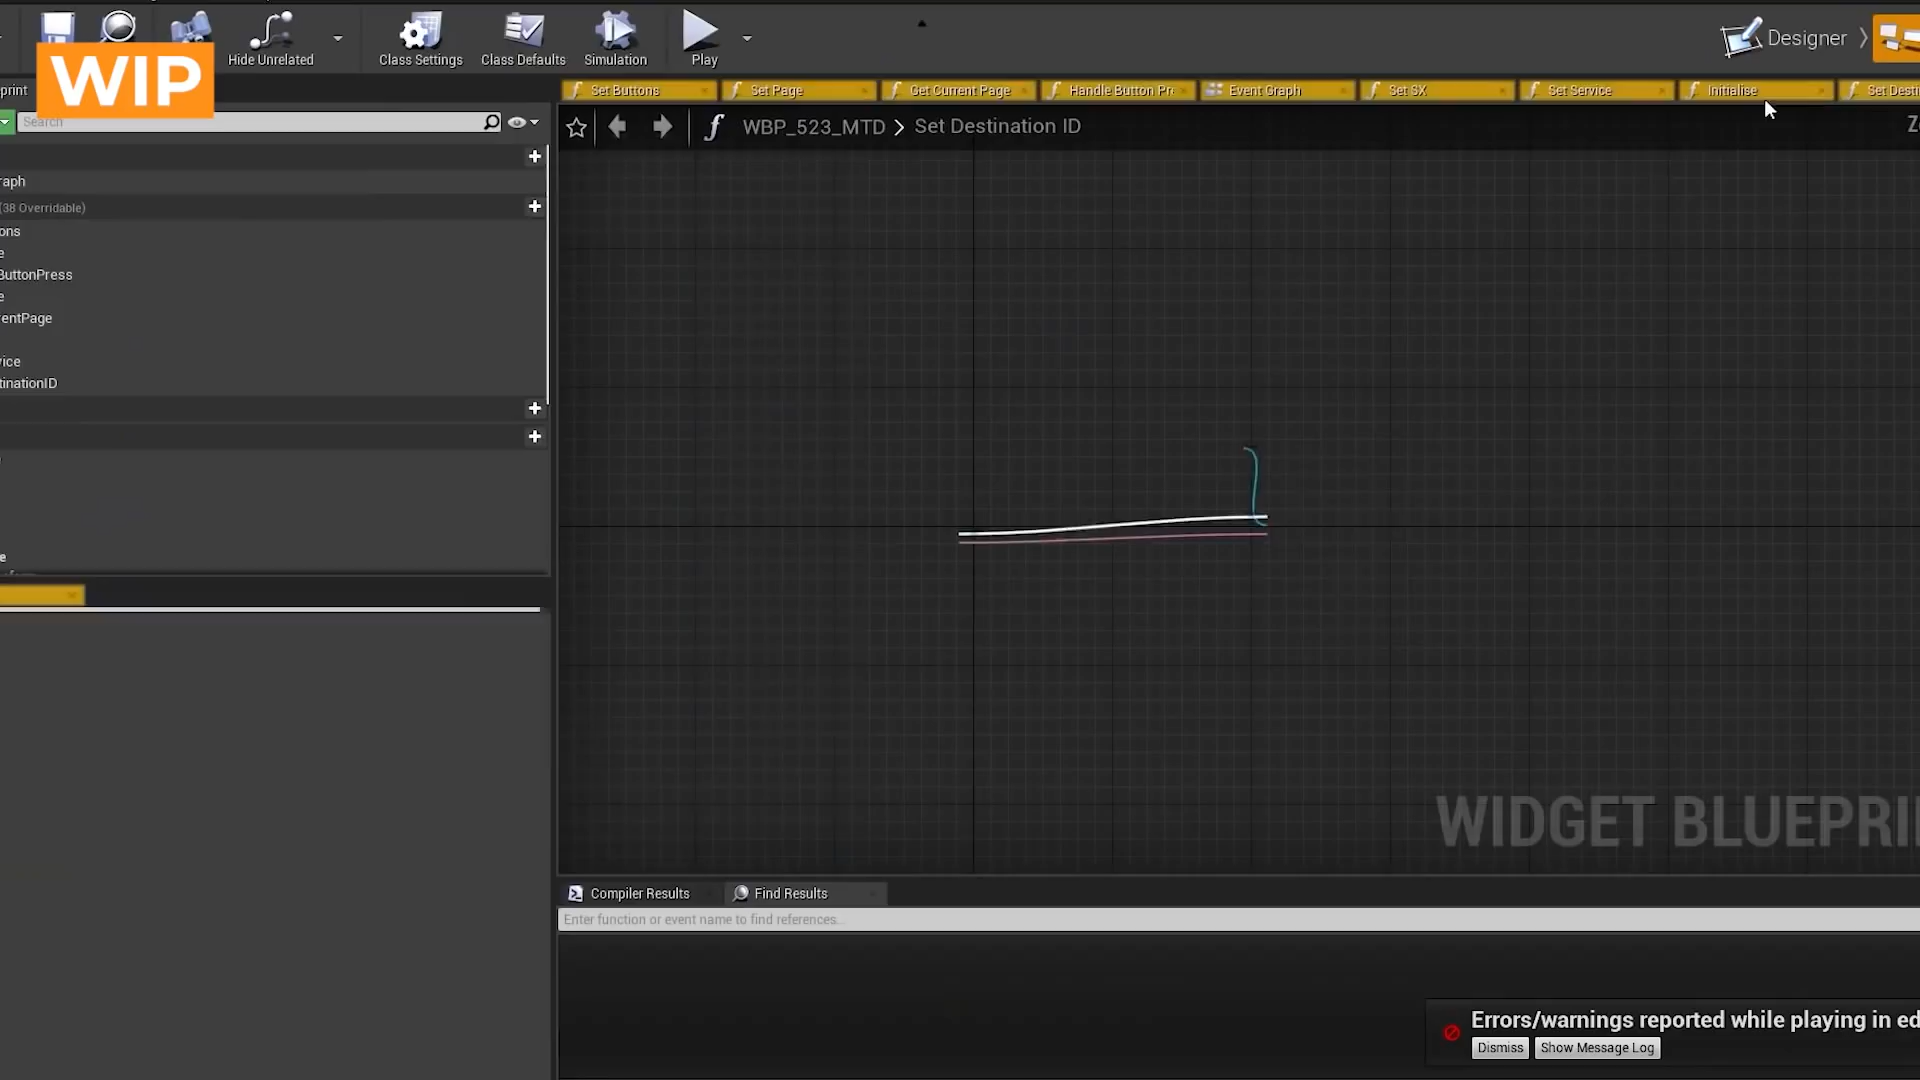 WIP
Hide Unrelated
Class Settings
Class Defaults
Simulation
Play
Designer
print
Search
Set Buttons
Set Page
Get Current Page
Handle Button Pr
Event Graph
Set SX
Set Service
Initialise
Set Desti
WBP_523_MTD > Set Destination ID
Z
raph
(38 Overridable)
ons
e
ButtonPress
e
entPage
vice
tinationID
e
WIDGET BLUEPRI
Compiler Results
Find Results
Enter function or event name to find references...
Errors/warnings reported while playing in ed
Dismiss
Show Message Log